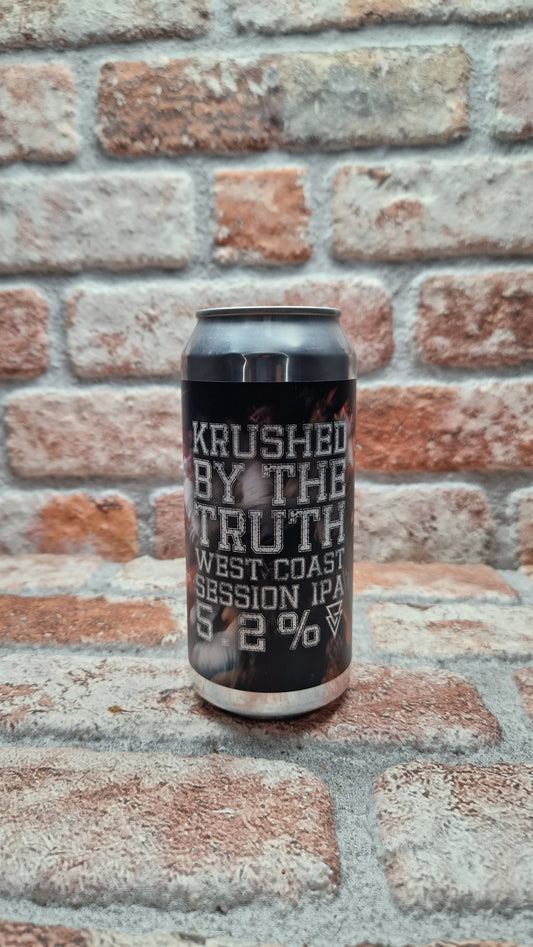 KRUSHED
BY THE
TRUTH
WEST COAST
SESSION IPA
5.2%